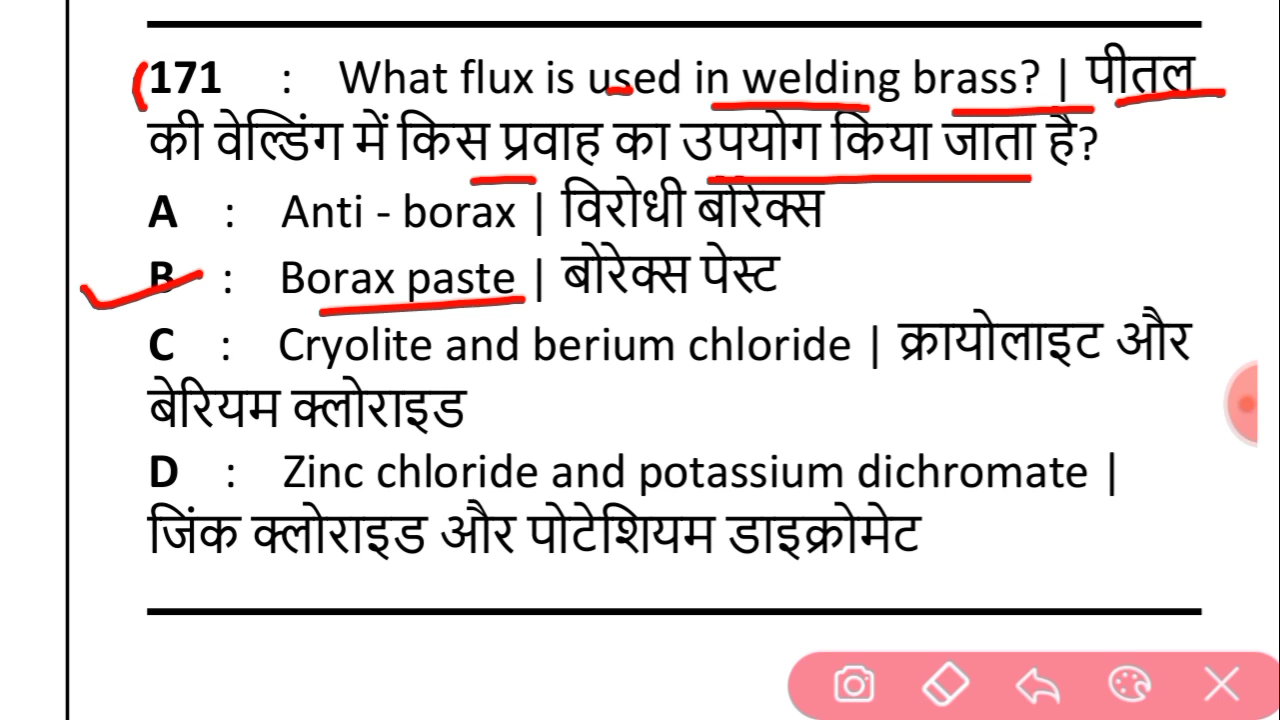 171 : What flux is used in welding brass? | पीतल
की वेल्डिंग में किस प्रवाह का उपयोग किया जाता है?
A : Anti - borax | विरोधी बोरेक्स
B : Borax paste | बोरेक्स पेस्ट
C : Cryolite and berium chloride | क्रायोलाइट और
बेरियम क्लोराइड
D : Zinc chloride and potassium dichromate |
जिंक क्लोराइड और पोटेशियम डाइक्रोमेट